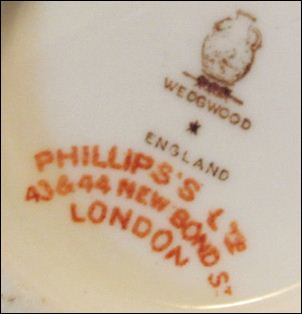 WEDGWOOD
ENGLAND
PHILLIPS'S LTD
43 & 44 NEW BOND ST
LONDON